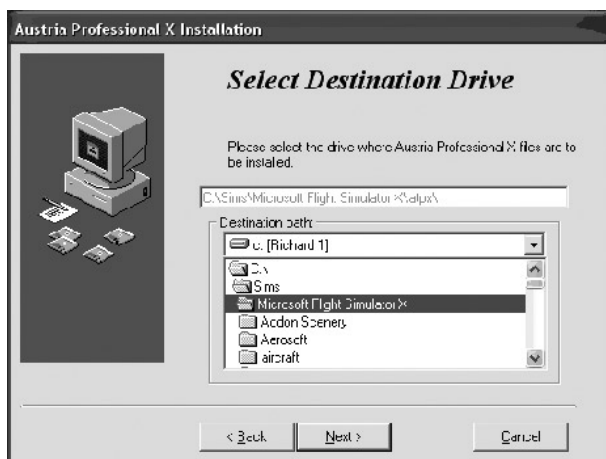 Austria Professional X Installation
Select Destination Drive
Please select the drive where Austria Professional X files are to
be installed.
C:\Sims\Microsoft Flight Simulator X\atpx\
Destination path:
c: [Richard 1]
C:\
Sims
Microsoft Flight Simulator X
Addon Scenery
Aerosoft
aircraft
< Back
Next >
Cancel